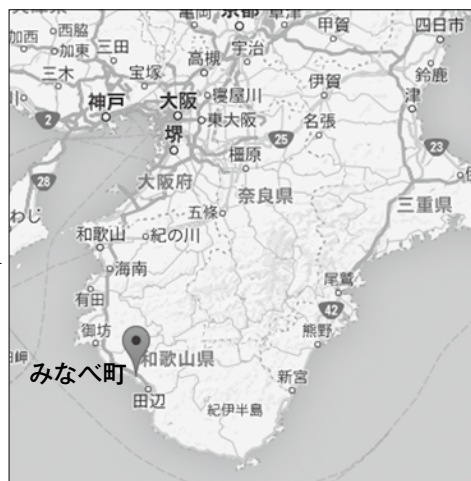 亀岡 京都 草津 甲賀 四日市
加西 西脇
加東 三田 高槻 宇治
三木 宝塚 伊賀 鈴鹿
神戸 大阪 寝屋川 津
2 東大阪 名張
堺 25 23
橿原
28 大阪府 奈良県
わじ 五條 三重県
和歌山 紀の川
海南 尾鷲
有田 42
御坊 熊野
岬 和歌山県
みなべ町 新宮
田辺 紀伊半島